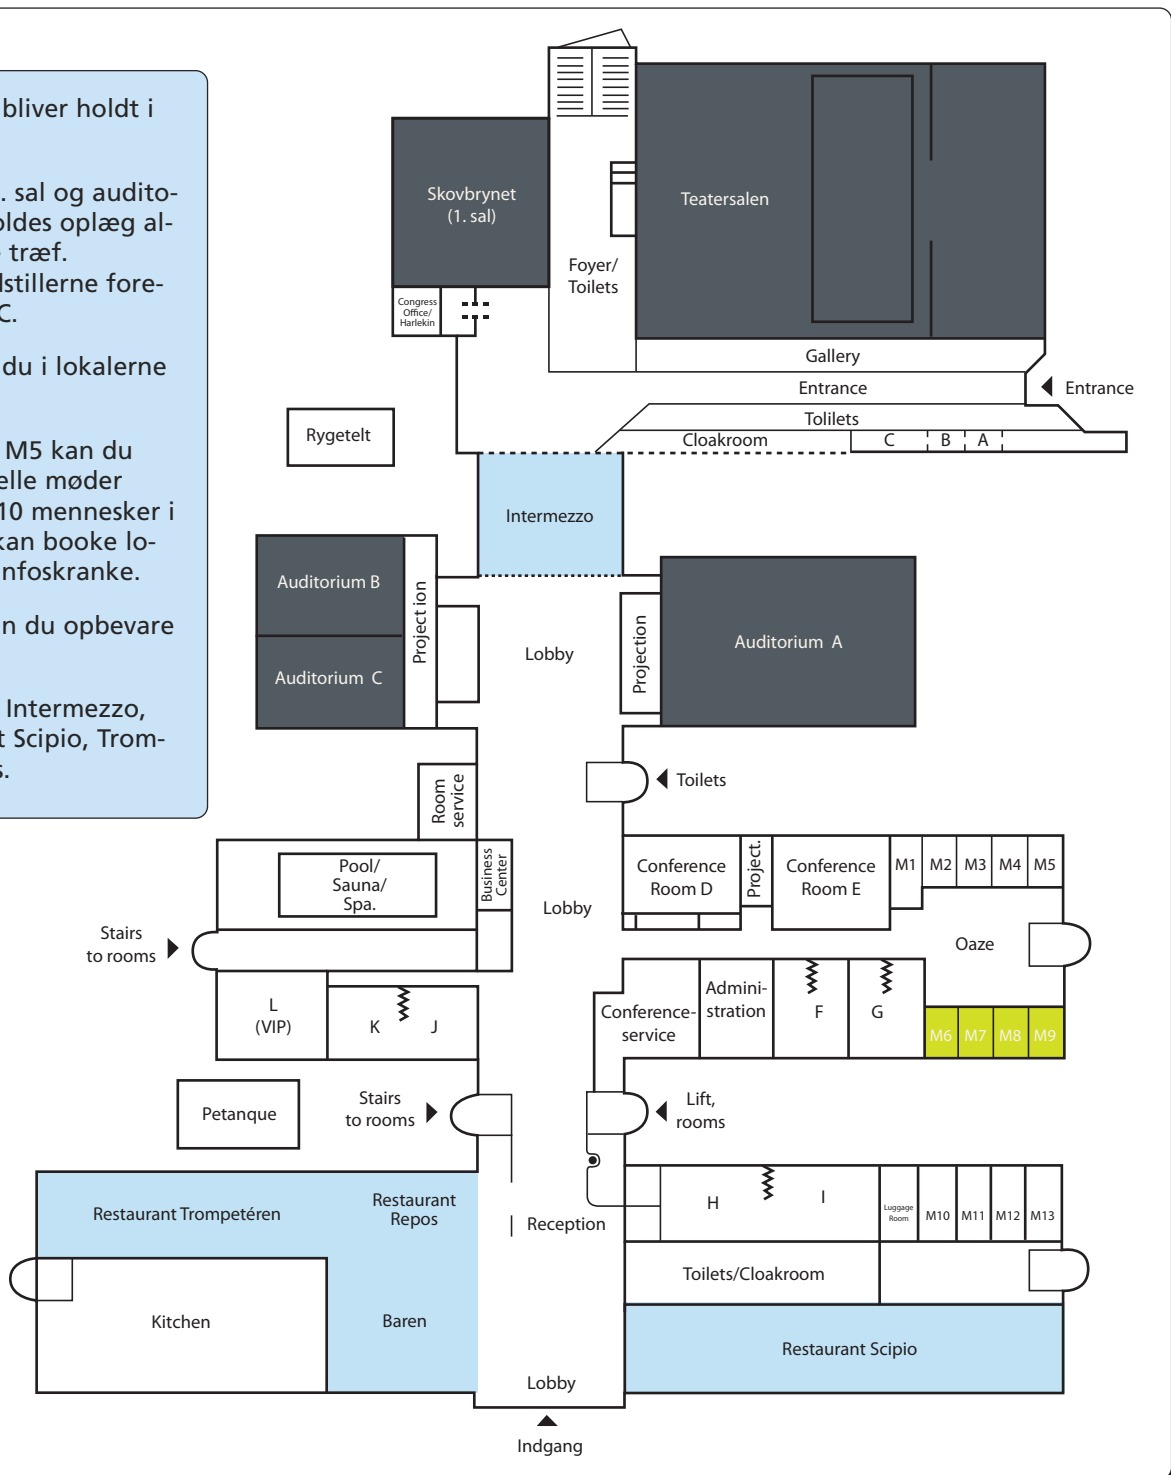 bliver holdt i
. sal og audito-
oldes oplæg al-
træf.
dstillerne fore-
C.
du i lokalerne
M5 kan du
elle møder
10 mennesker i
kan booke lo-
nfoskranke.
n du opbevare
Intermezzo,
t Scipio, Trom-
s.
Skovbrynet
(1. sal)
Teatersalen
Foyer/
Toilets
Congress
Office/
Harlekin
Gallery
Entrance
Entrance
Tolilets
Cloakroom
C
B
A
Rygetelt
Intermezzo
Auditorium B
Auditorium C
Project ion
Lobby
Projection
Auditorium A
Toilets
Room
service
Pool/
Sauna/
Spa.
Business
Center
Lobby
Conference
Room D
Project.
Conference
Room E
M1
M2
M3
M4
M5
Oaze
Stairs
to rooms
L
(VIP)
K
J
Conference-
service
Admini-
stration
F
G
M6
M7
M8
M9
Petanque
Stairs
to rooms
Lift,
rooms
Restaurant Trompetéren
Restaurant
Repos
Reception
H
I
Luggage
Room
M10
M11
M12
M13
Toilets/Cloakroom
Kitchen
Baren
Restaurant Scipio
Lobby
Indgang